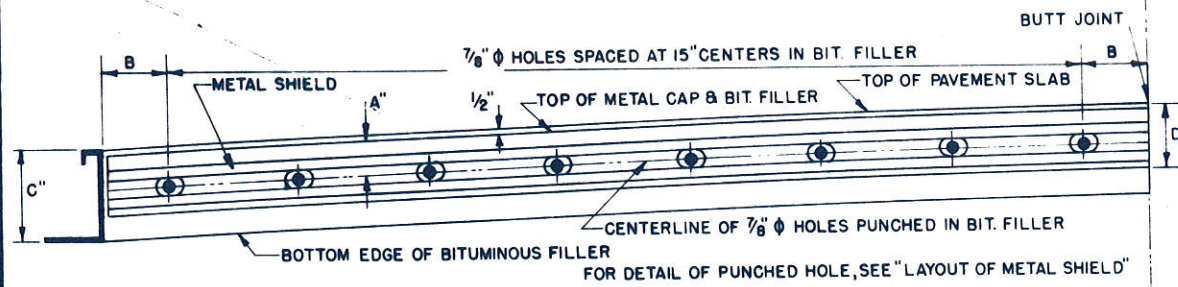 BUTT JOINT
B
7/8" ϕ HOLES SPACED AT 15" CENTERS IN BIT. FILLER
B
METAL SHIELD
A"
1/2"
TOP OF METAL CAP & BIT. FILLER
TOP OF PAVEMENT SLAB
C"
D
CENTERLINE OF 7/8" ϕ HOLES PUNCHED IN BIT. FILLER
BOTTOM EDGE OF BITUMINOUS FILLER
FOR DETAIL OF PUNCHED HOLE, SEE "LAYOUT OF METAL SHIELD"